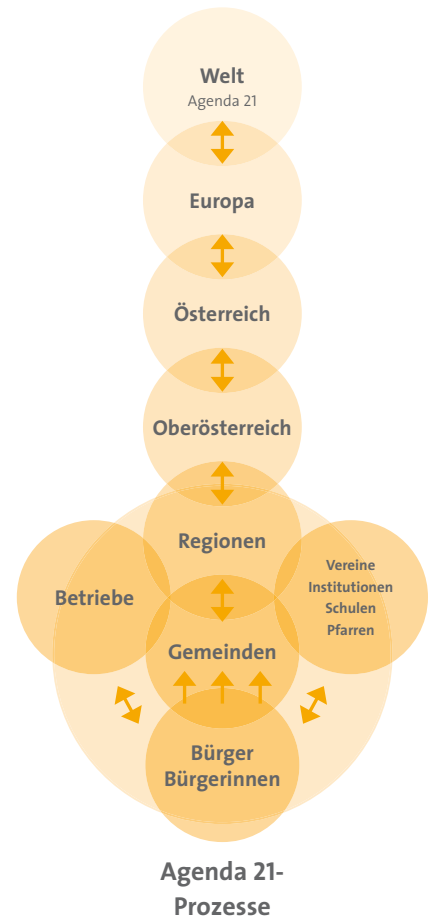 Welt
Agenda 21
Europa
Österreich
Oberösterreich
Regionen
Betriebe
Vereine
Institutionen
Schulen
Pfarren
Gemeinden
Bürger
Bürgerinnen
Agenda 21-
Prozesse